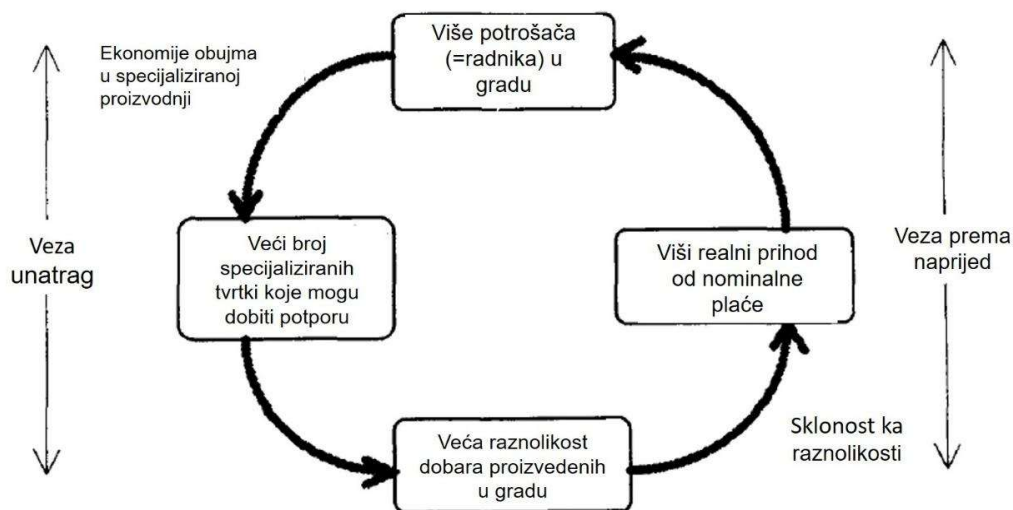 Ekonomije obujma
u specijaliziranoj
proizvodnji
Više potrošača
(=radnika) u
gradu
Veza
unatrag
Veći broj
specijaliziranih
tvrtki koje mogu
dobiti potporu
Viši realni prihod
od nominalne
plaće
Veza prema
naprijed
Veća raznolikost
dobara proizvedenih
u gradu
Sklonost ka
raznolikosti